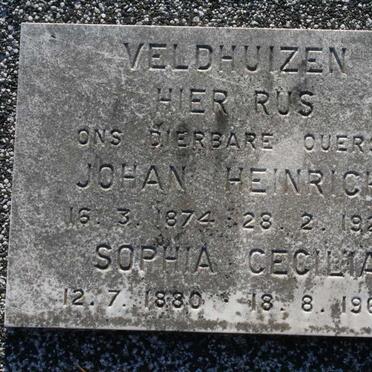 VELDHUIZEN
HIER RUS
ONS DIERBARE OUERS
JOHAN HEINRICH
16. 3. 1874 28. 2. 19
SOPHIA CECILIA
12. 7. 1880 - 18. 8. 19